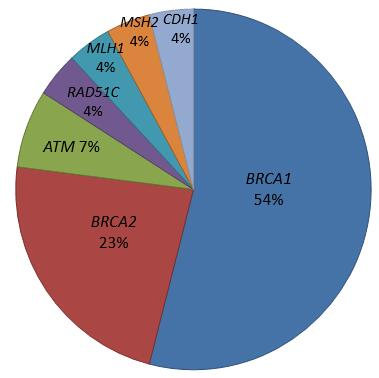 MSH2
4%
CDH1
4%
MLH1
4%
RAD51C
4%
ATM 7%
BRCA1
54%
BRCA2
23%